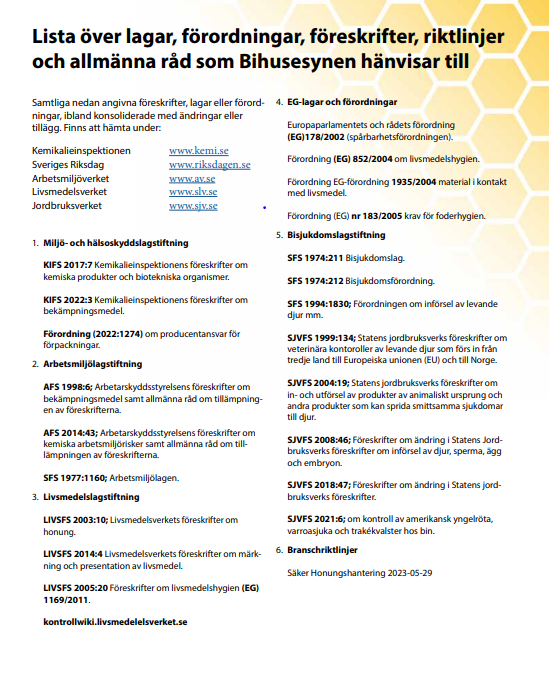 Lista över lagar, förordningar, föreskrifter, riktlinjer
och allmänna råd som Bihusesynen hänvisar till
Samtliga nedan angivna föreskrifter, lagar eller förord-
ningar, ibland konsoliderade med ändringar eller
tillägg. Finns att hämta under:
Kemikalieinspektionen www.kemi.se
Sveriges Riksdag www.riksdagen.se
Arbetsmiljöverket www.av.se
Livsmedelsverket www.slv.se
Jordbruksverket www.sjv.se
1. Miljö- och hälsoskyddslagstiftning
KIFS 2017:7 Kemikalieinspektionens föreskrifter om
kemiska produkter och biotekniska organismer.
KIFS 2022:3 Kemikalieinspektionens föreskrifter om
bekämpningsmedel.
Förordning (2022:1274) om producentansvar för
förpackningar.
2. Arbetsmiljölagstiftning
AFS 1998:6; Arbetarskyddsstyrelsens föreskrifter om
bekämpningsmedel samt allmänna råd om tillämpning-
en av föreskrifterna.
AFS 2014:43; Arbetarskyddsstyrelsens föreskrifter om
kemiska arbetsmiljörisker samt allmänna råd om till-
lämpningen av föreskrifterna.
SFS 1977:1160; Arbetsmiljölagen.
3. Livsmedelslagstiftning
LIVSFS 2003:10; Livsmedelsverkets föreskrifter om
honung.
LIVSFS 2014:4 Livsmedelsverkets föreskrifter om märk-
ning och presentation av livsmedel.
LIVSFS 2005:20 Föreskrifter om livsmedelshygien (EG)
1169/2011.
kontrollwiki.livsmedelelsverket.se
4. EG-lagar och förordningar
Europaparlamentets och rådets förordning
(EG)178/2002 (spårbarhetsförordningen).
Förordning (EG) 852/2004 om livsmedelshygien.
Förordning EG-förordning 1935/2004 material i kontact
med livsmedel.
Förordning (EG) nr 183/2005 krav för foderhygien.
5. Bisjukdomslagstiftning
SFS 1974:211 Bisjukdomslag.
SFS 1974:212 Bisjukdomsförordning.
SFS 1994:1830; Förordningen om införsel av levande
djur mm.
SJVFS 1999:134; Statens jordbruksverks föreskrifter om
veterinära kontroller av levande djur som förs in från
tredje land till Europeiska unionen (EU) och till Norge.
SJVFS 2004:19; Statens jordbruksverks föreskrifter om
in- och utförsel av produkter av animaliskt ursprung och
andra produkter som kan sprida smittsamma sjukdomar
till djur.
SJVFS 2008:46; Föreskrifter om ändring i Statens Jord-
bruksverks föreskrifter om införsel av djur, sperma, ägg
och embryon.
SJVFS 2018:47; Föreskrifter om ändring i Statens jord-
bruksverks föreskrifter.
SJVFS 2021:6; om kontroll av amerikansk yngelröta,
varroasjuka och trakékvalster hos bin.
6. Branschriktlinjer
Säker Honungshantering 2023-05-29